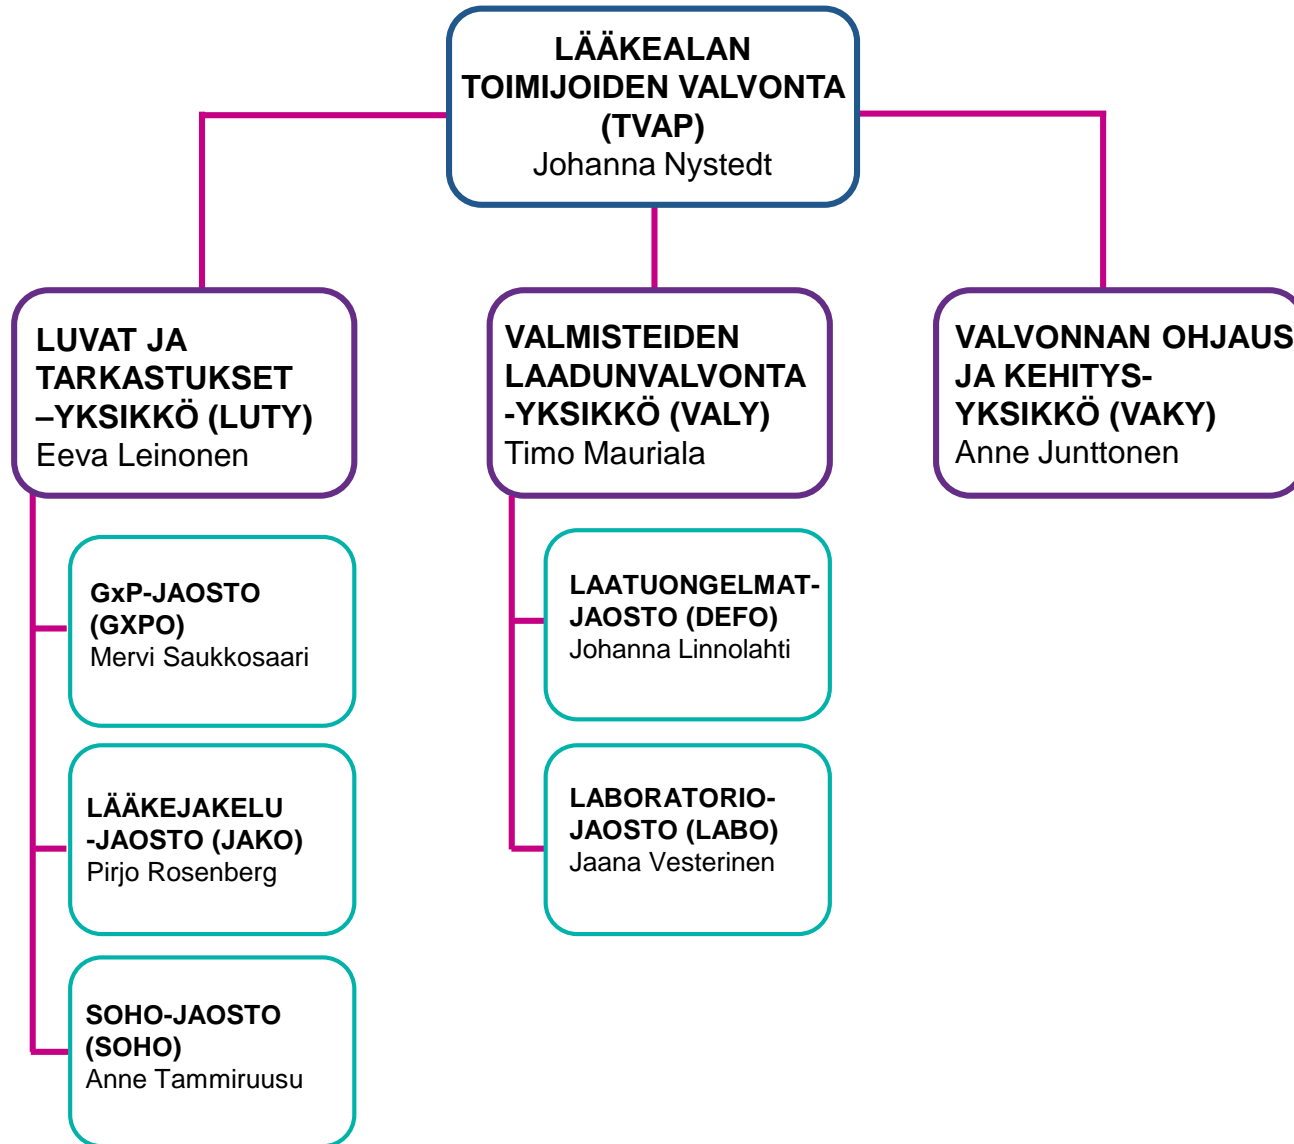 LÄÄKEALAN
TOIMIJOIDEN VALVONTA
(TVAP)
Johanna Nystedt
LUVAT JA
TARKASTUKSET
–YKSIKKÖ (LUTY)
Eeva Leinonen
GxP-JAOSTO
(GXPO)
Mervi Saukkosaari
LÄÄKEJAKELU
-JAOSTO (JAKO)
Pirjo Rosenberg
SOHO-JAOSTO
(SOHO)
Anne Tammiruusu
VALMISTEIDEN
LAADUNVALVONTA
-YKSIKKÖ (VALY)
Timo Mauriala
LAATUONGELMAT-
JAOSTO (DEFO)
Johanna Linnolahti
LABORATORIO-
JAOSTO (LABO)
Jaana Vesterinen
VALVONNAN OHJAUS
JA KEHITYS-
YKSIKKÖ (VAKY)
Anne Junttonen